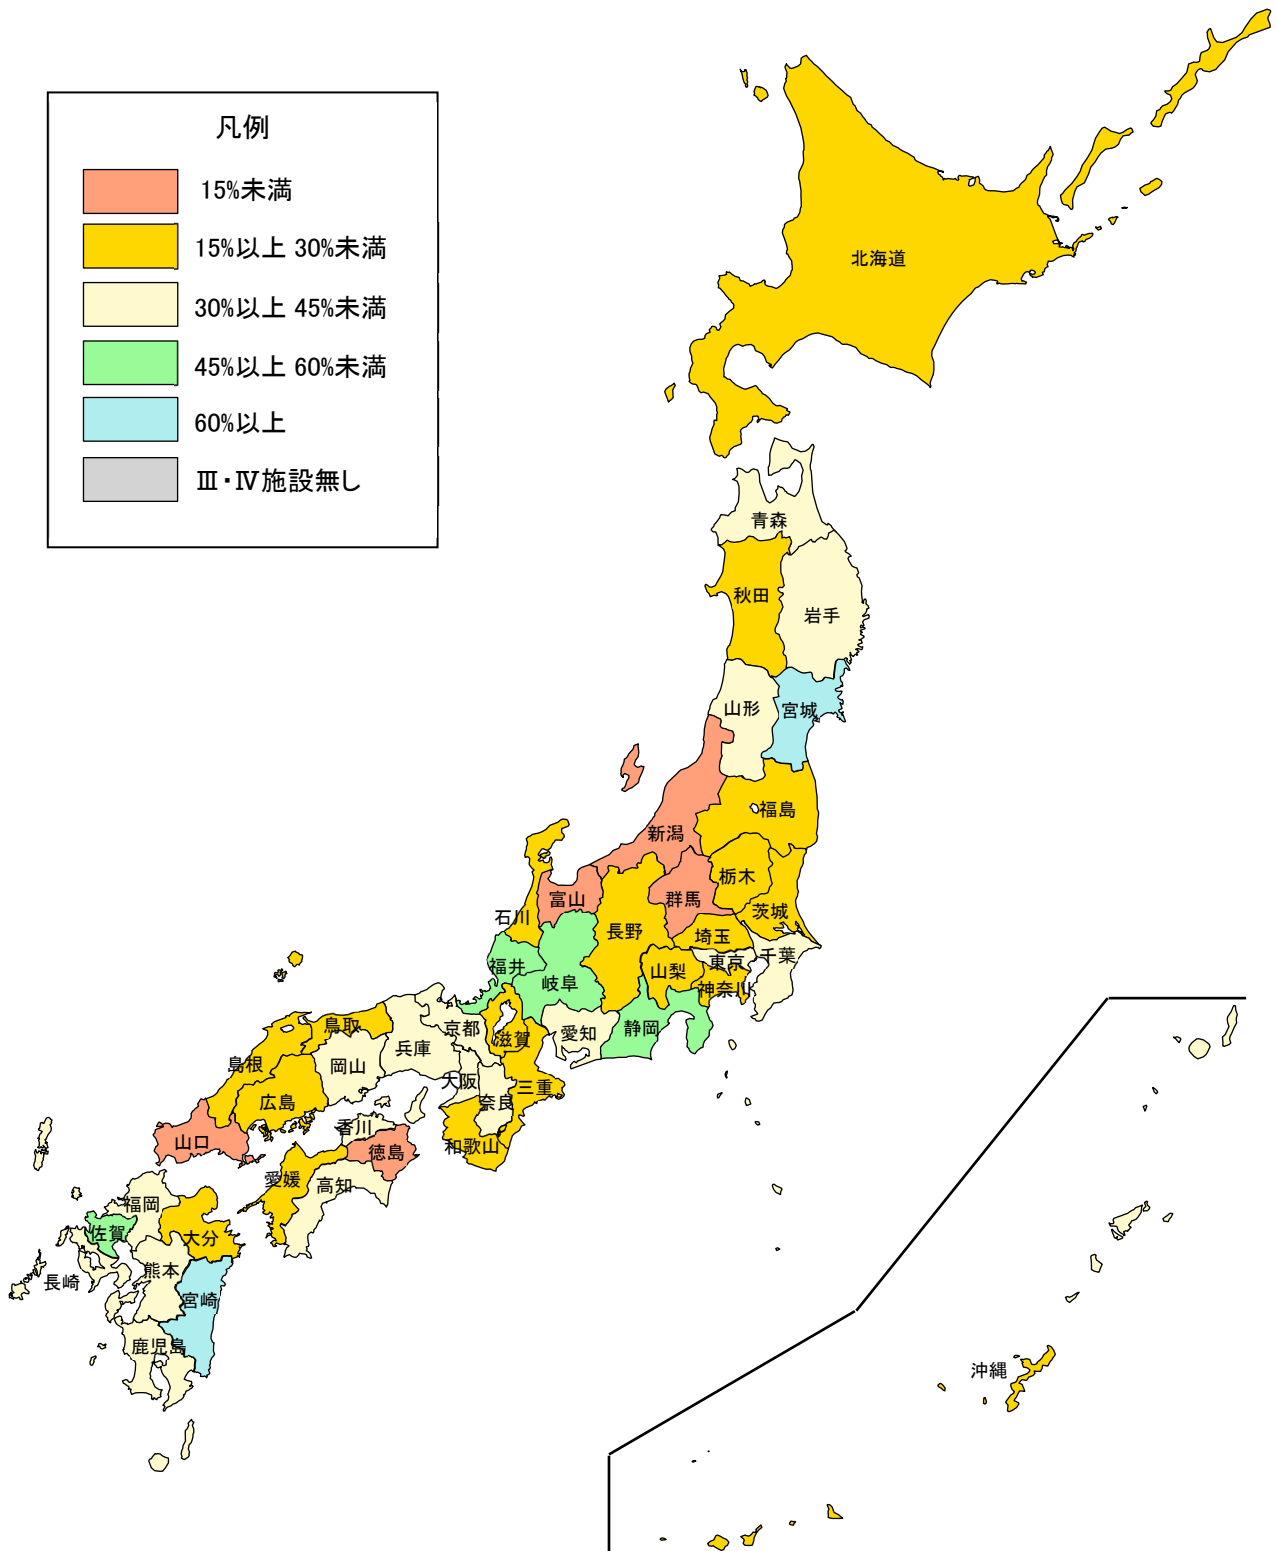 凡例
15%未満
15%以上 30%未満
30%以上 45%未満
45%以上 60%未満
60%以上
Ⅲ・Ⅳ施設無し
北海道
青森
秋田
岩手
山形
宮城
福島
新潟
栃木
群馬
富山
茨城
石川
長野
埼玉
千葉
東京
福井
山梨
岐阜
神奈川
静岡
鳥取
京都
愛知
滋賀
兵庫
島根
岡山
大阪
三重
広島
奈良
香川
山口
和歌山
徳島
愛媛
高知
福岡
佐賀
大分
熊本
長崎
宮崎
鹿児島
沖縄